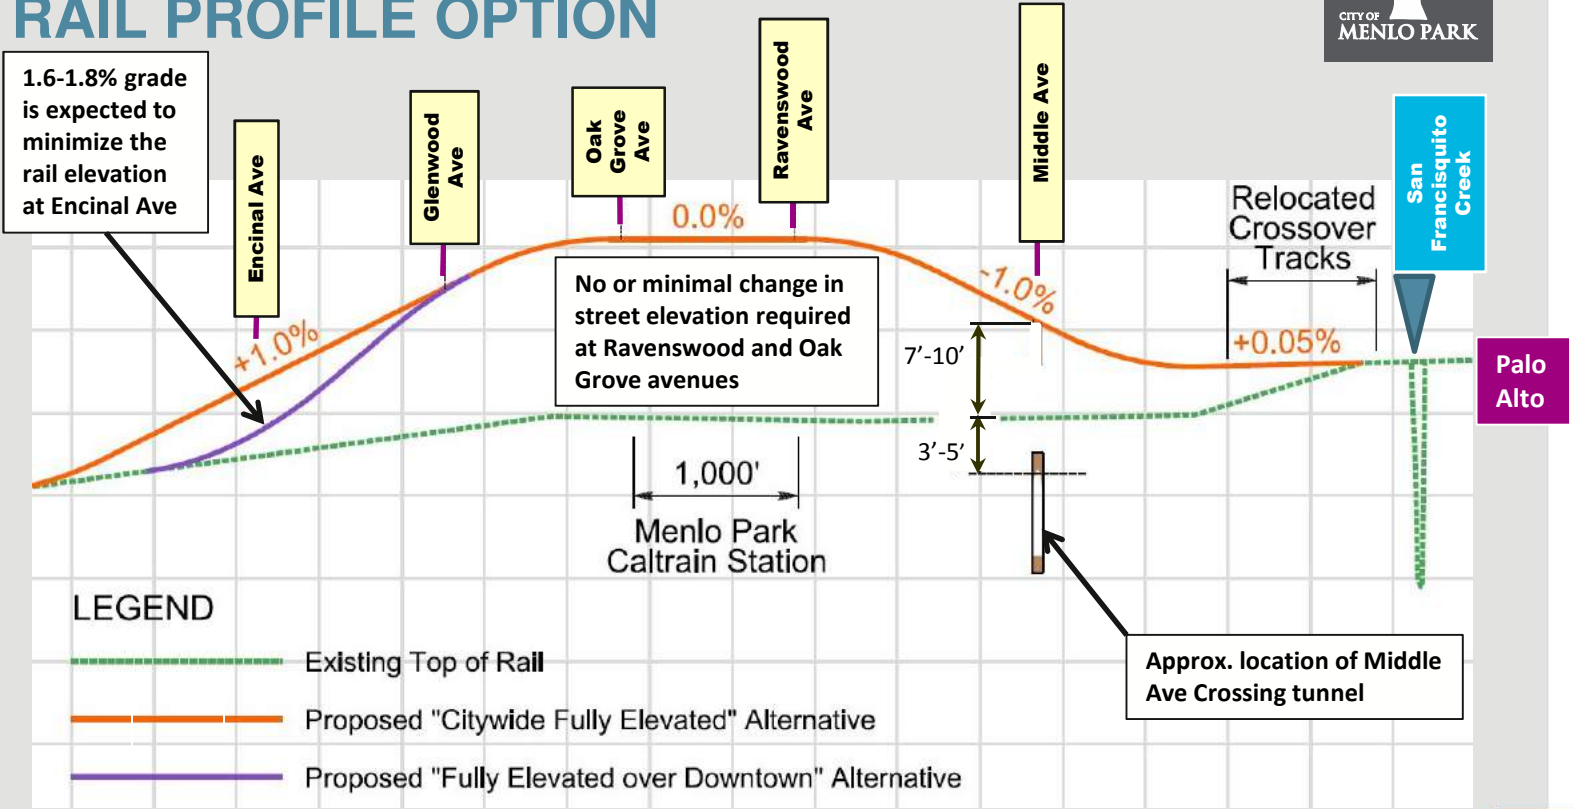 RAIL PROFILE OPTION
CITY OF
MENLO PARK
1.6-1.8% grade
is expected to
minimize the
rail elevation
at Encinal Ave
Encinal Ave
Glenwood
Ave
Oak
Grove
Ave
Ravenswood
Ave
Middle Ave
San
Francisquito
Creek
Relocated
Crossover
Tracks
+1.0%
0.0%
-1.0%
+0.05%
No or minimal change in
street elevation required
at Ravenswood and Oak
Grove avenues
7’-10’
3’-5’
Palo
Alto
1,000'
Menlo Park
Caltrain Station
Approx. location of Middle
Ave Crossing tunnel
LEGEND
Existing Top of Rail
Proposed "Citywide Fully Elevated" Alternative
Proposed "Fully Elevated over Downtown" Alternative